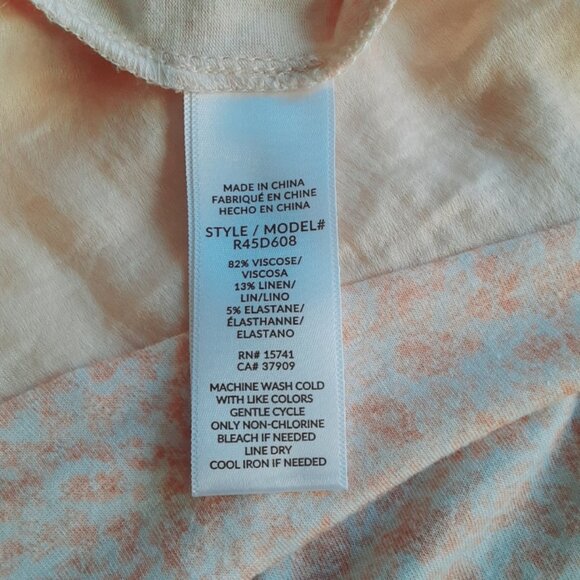 MADE IN CHINA
FABRIQUÉ EN CHINE
HECHO EN CHINA
STYLE / MODEL#
R45D608
82% VISCOSE/
VISCOSA
13% LINEN/
LIN/LINO
5% ELASTANE/
ÉLASTHANNE/
ELASTANO
RN# 15741
CA# 37909
MACHINE WASH COLD
WITH LIKE COLORS
GENTLE CYCLE
ONLY NON-CHLORINE
BLEACH IF NEEDED
LINE DRY
COOL IRON IF NEEDED